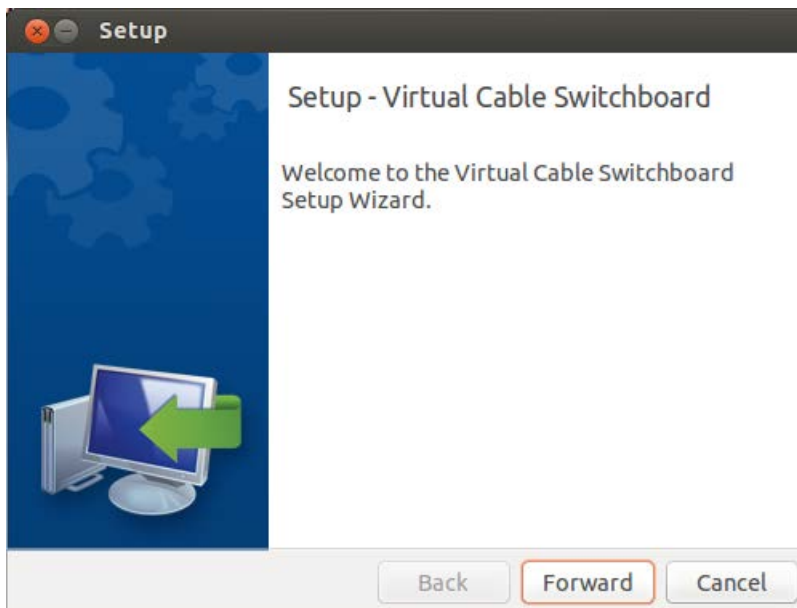 Setup
Setup - Virtual Cable Switchboard
Welcome to the Virtual Cable Switchboard
Setup Wizard.
Back
Forward
Cancel